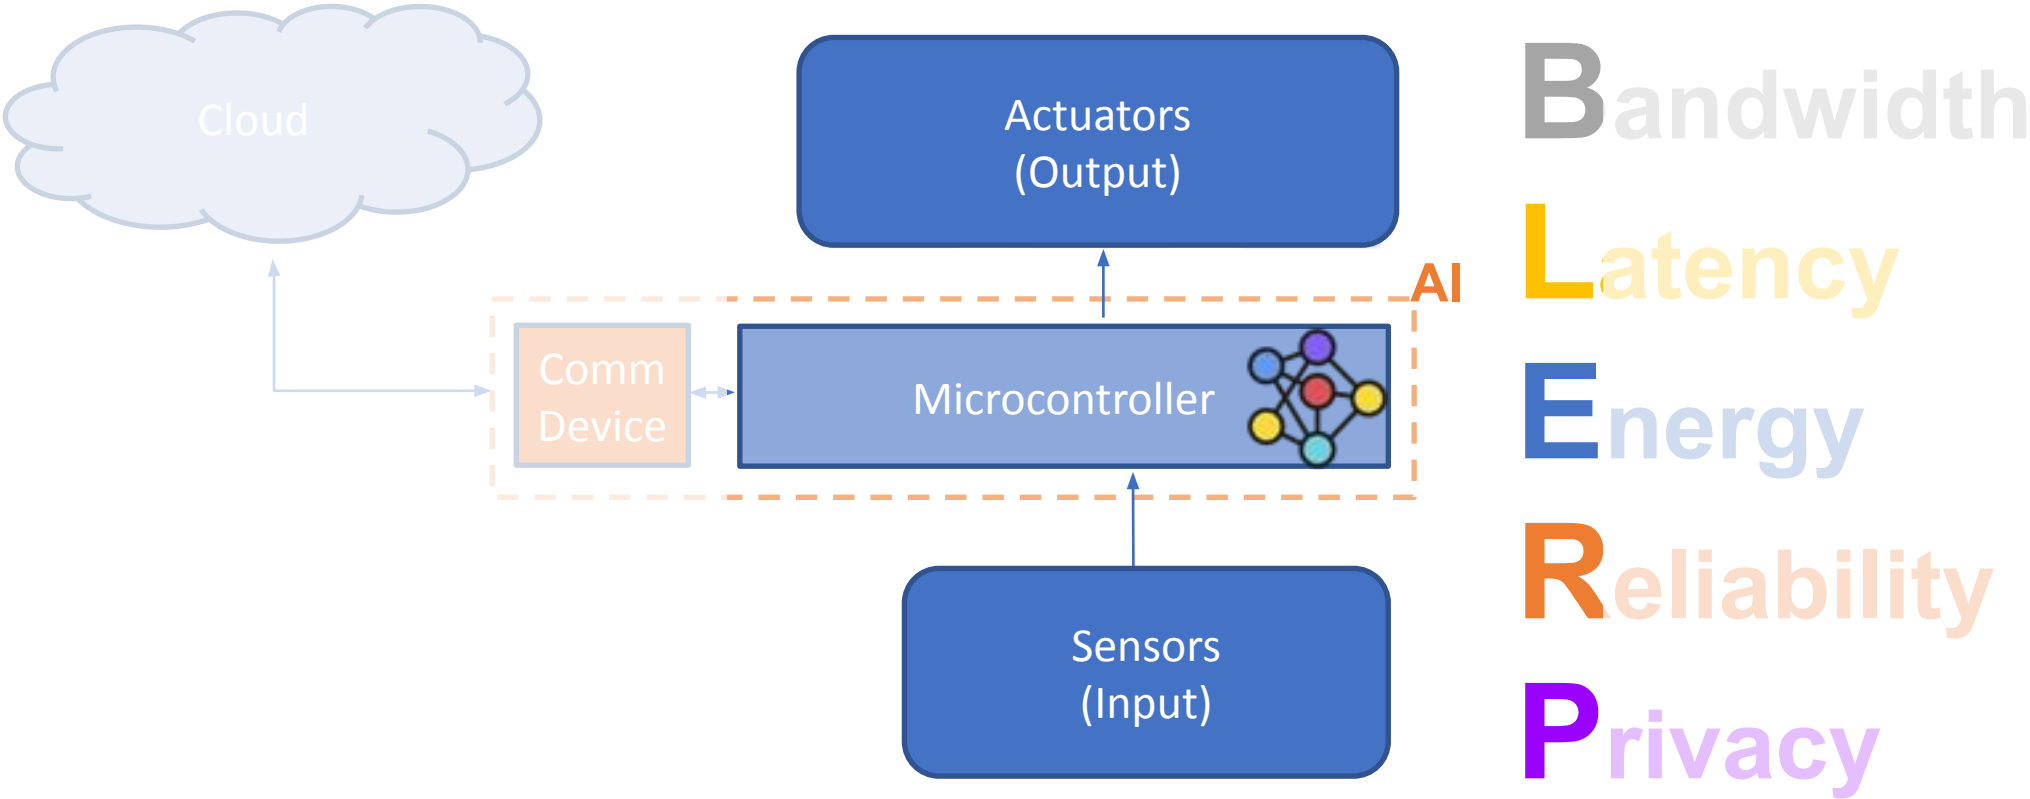 Cloud
Actuators
(Output)
AI
Comm
Device
Microcontroller
Sensors
(Input)
Bandwidth
Latency
Energy
Reliability
Privacy